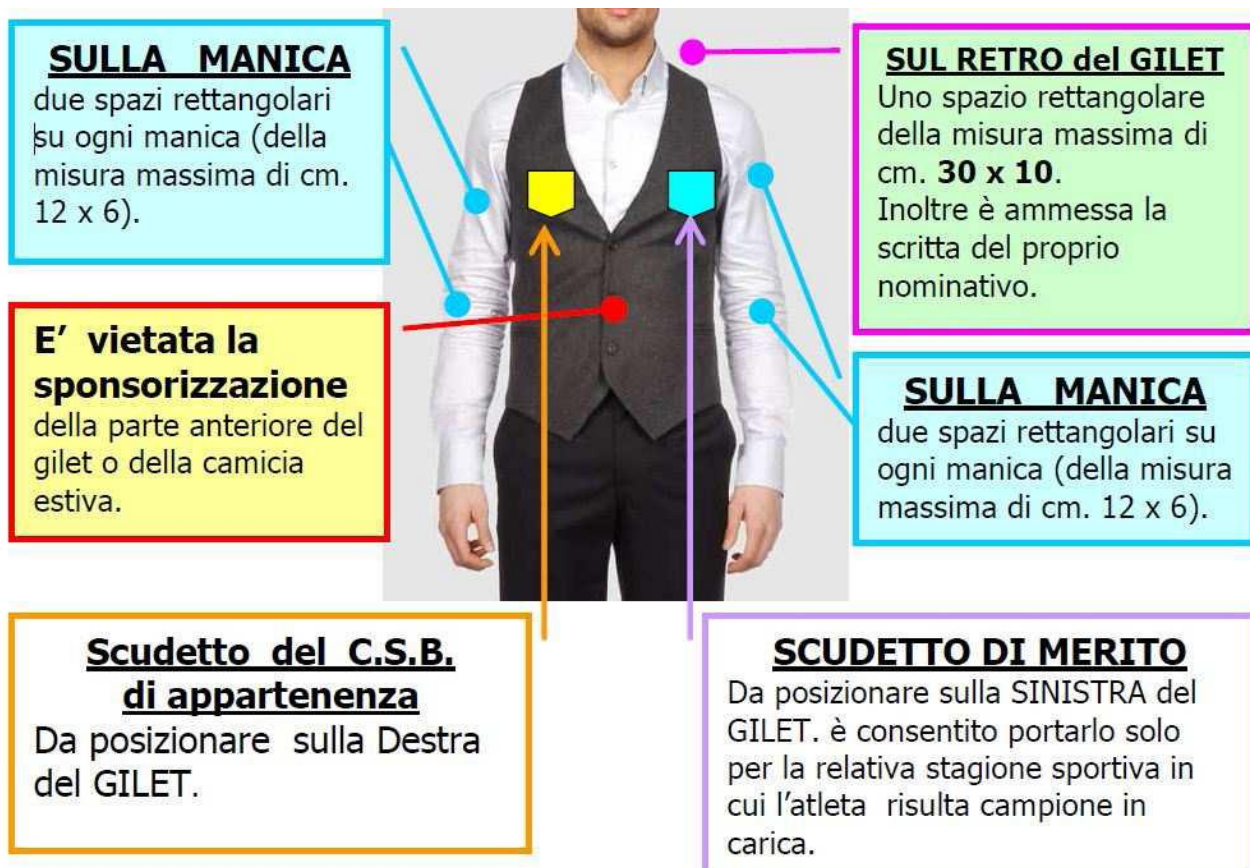 SULLA MANICA
due spazi rettangolari
su ogni manica (della
misura massima di cm.
12 x 6).
E’ vietata la
sponsorizzazione
della parte anteriore del
gilet o della camicia
estiva.
SUL RETRO del GILET
Uno spazio rettangolare
della misura massima di
cm. 30 x 10.
Inoltre è ammessa la
scritta del proprio
nominativo.
SULLA MANICA
due spazi rettangolari su
ogni manica (della misura
massima di cm. 12 x 6).
Scudetto del C.S.B.
di appartenenza
Da posizionare sulla Destra
del GILET.
SCUDETTO DI MERITO
Da posizionare sulla SINISTRA del
GILET. è consentito portarlo solo
per la relativa stagione sportiva in
cui l’atleta risulta campione in
carica.